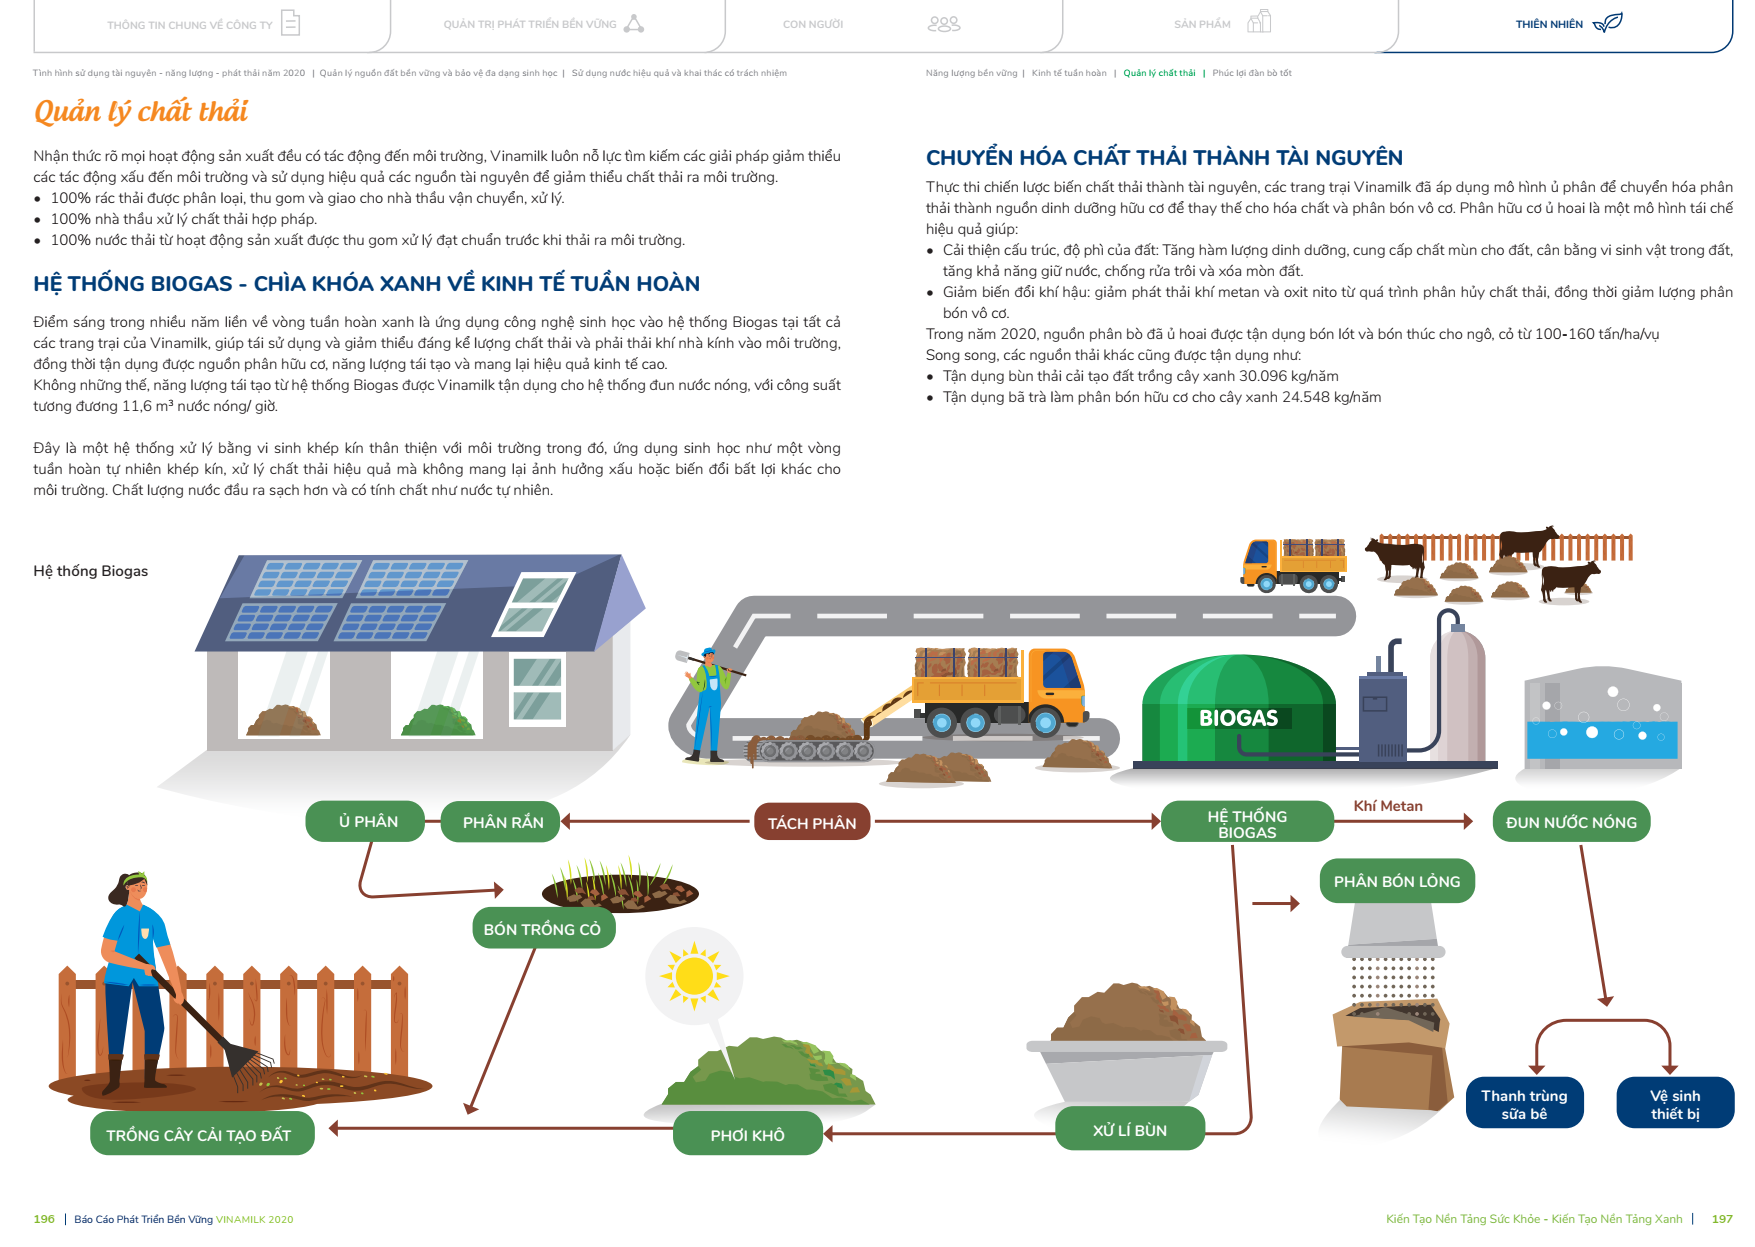 THÔNG TIN CHUNG VỀ CÔNG TY
QUẢN TRỊ PHÁT TRIỂN BỀN VỮNG
CON NGƯỜI
SẢN PHẨM
THIÊN NHIÊN
Tình hình sử dụng tài nguyên - năng lượng - phát thải năm 2020 | Quản lý nguồn đất bền vững và bảo vệ đa dạng sinh học | Sử dụng nước hiệu quả và khai thác có trách nhiệm
Năng lượng bền vững | Kinh tế tuần hoàn | Quản lý chất thải | Phúc lợi đàn bò tốt
Quản lý chất thải
Nhận thức rõ mọi hoạt động sản xuất đều có tác động đến môi trường, Vinamilk luôn nỗ lực tìm kiếm các giải pháp giảm thiểu
các tác động xấu đến môi trường và sử dụng hiệu quả các nguồn tài nguyên để giảm thiểu chất thải ra môi trường.
• 100% rác thải được phân loại, thu gom và giao cho nhà thầu vận chuyển, xử lý.
• 100% nhà thầu xử lý chất thải hợp pháp.
• 100% nước thải từ hoạt động sản xuất được thu gom xử lý đạt chuẩn trước khi thải ra môi trường.
HỆ THỐNG BIOGAS - CHÌA KHÓA XANH VỀ KINH TẾ TUẦN HOÀN
Điểm sáng trong nhiều năm liền về vòng tuần hoàn xanh là ứng dụng công nghệ sinh học vào hệ thống Biogas tại tất cả
các trang trại của Vinamilk, giúp tái sử dụng và giảm thiểu đáng kể lượng chất thải và phải thải khí nhà kính vào môi trường,
đồng thời tận dụng được nguồn phân hữu cơ, năng lượng tái tạo và mang lại hiệu quả kinh tế cao.
Không những thế, năng lượng tái tạo từ hệ thống Biogas được Vinamilk tận dụng cho hệ thống đun nước nóng, với công suất
tương đương 11,6 m³ nước nóng/ giờ.
Đây là một hệ thống xử lý bằng vi sinh khép kín thân thiện với môi trường trong đó, ứng dụng sinh học như một vòng
tuần hoàn tự nhiên khép kín, xử lý chất thải hiệu quả mà không mang lại ảnh hưởng xấu hoặc biến đổi bất lợi khác cho
môi trường. Chất lượng nước đầu ra sạch hơn và có tính chất như nước tự nhiên.
CHUYỂN HÓA CHẤT THẢI THÀNH TÀI NGUYÊN
Thực thi chiến lược biến chất thải thành tài nguyên, các trang trại Vinamilk đã áp dụng mô hình ủ phân để chuyển hóa phân
thải thành nguồn dinh dưỡng hữu cơ để thay thế cho hóa chất và phân bón vô cơ. Phân hữu cơ ủ hoai là một mô hình tái chế
hiệu quả giúp:
• Cải thiện cấu trúc, độ phì của đất: Tăng hàm lượng dinh dưỡng, cung cấp chất mùn cho đất, cân bằng vi sinh vật trong đất,
tăng khả năng giữ nước, chống rửa trôi và xóa mòn đất.
• Giảm biến đổi khí hậu: giảm phát thải khí metan và oxit nito từ quá trình phân hủy chất thải, đồng thời giảm lượng phân
bón vô cơ.
Trong năm 2020, nguồn phân bò đã ủ hoai được tận dụng bón lót và bón thúc cho ngô, cỏ từ 100-160 tấn/ha/vụ
Song song, các nguồn thải khác cũng được tận dụng như:
• Tận dụng bùn thải cải tạo đất trồng cây xanh 30.096 kg/năm
• Tận dụng bã trà làm phân bón hữu cơ cho cây xanh 24.548 kg/năm
Hệ thống Biogas
BIOGAS
Ủ PHÂN
PHÂN RẮN
TÁCH PHÂN
HỆ THỐNG
BIOGAS
Khí Metan
ĐUN NƯỚC NÓNG
PHÂN BÓN LỎNG
BÓN TRỒNG CỎ
Thanh trùng
sữa bê
Vệ sinh
thiết bị
TRỒNG CÂY CẢI TẠO ĐẤT
PHƠI KHÔ
XỬ LÍ BÙN
196 | Báo Cáo Phát Triển Bền Vững VINAMILK 2020
Kiến Tạo Nền Tảng Sức Khỏe - Kiến Tạo Nền Tảng Xanh | 197